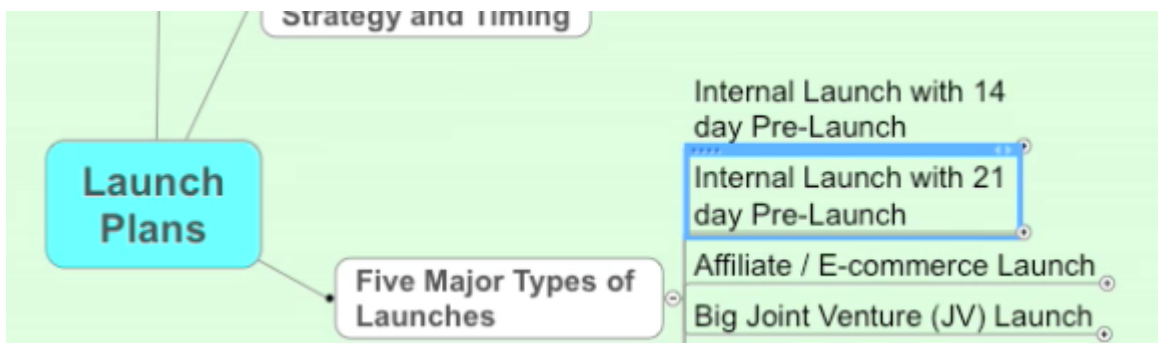 Strategy and Timing
Internal Launch with 14
day Pre-Launch
Launch
Plans
Internal Launch with 21
day Pre-Launch
Five Major Types of
Launches
Affiliate / E-commerce Launch
Big Joint Venture (JV) Launch